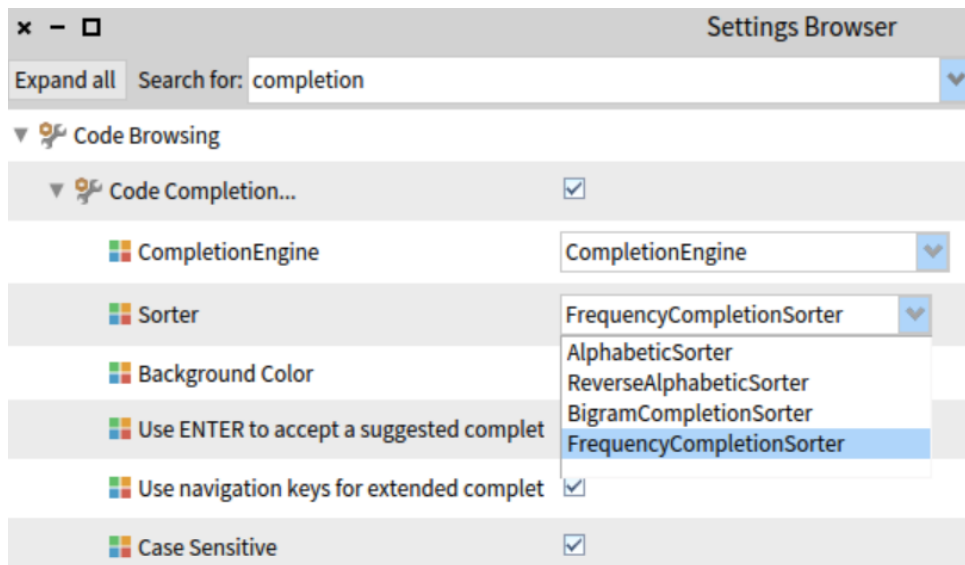 Settings Browser
Expand all Search for: completion
Code Browsing
Code Completion...
CompletionEngine CompletionEngine
Sorter FrequencyCompletionSorter
AlphabeticSorter
ReverseAlphabeticSorter
BigramCompletionSorter
FrequencyCompletionSorter
Background Color
Use ENTER to accept a suggested complet
Use navigation keys for extended complet
Case Sensitive